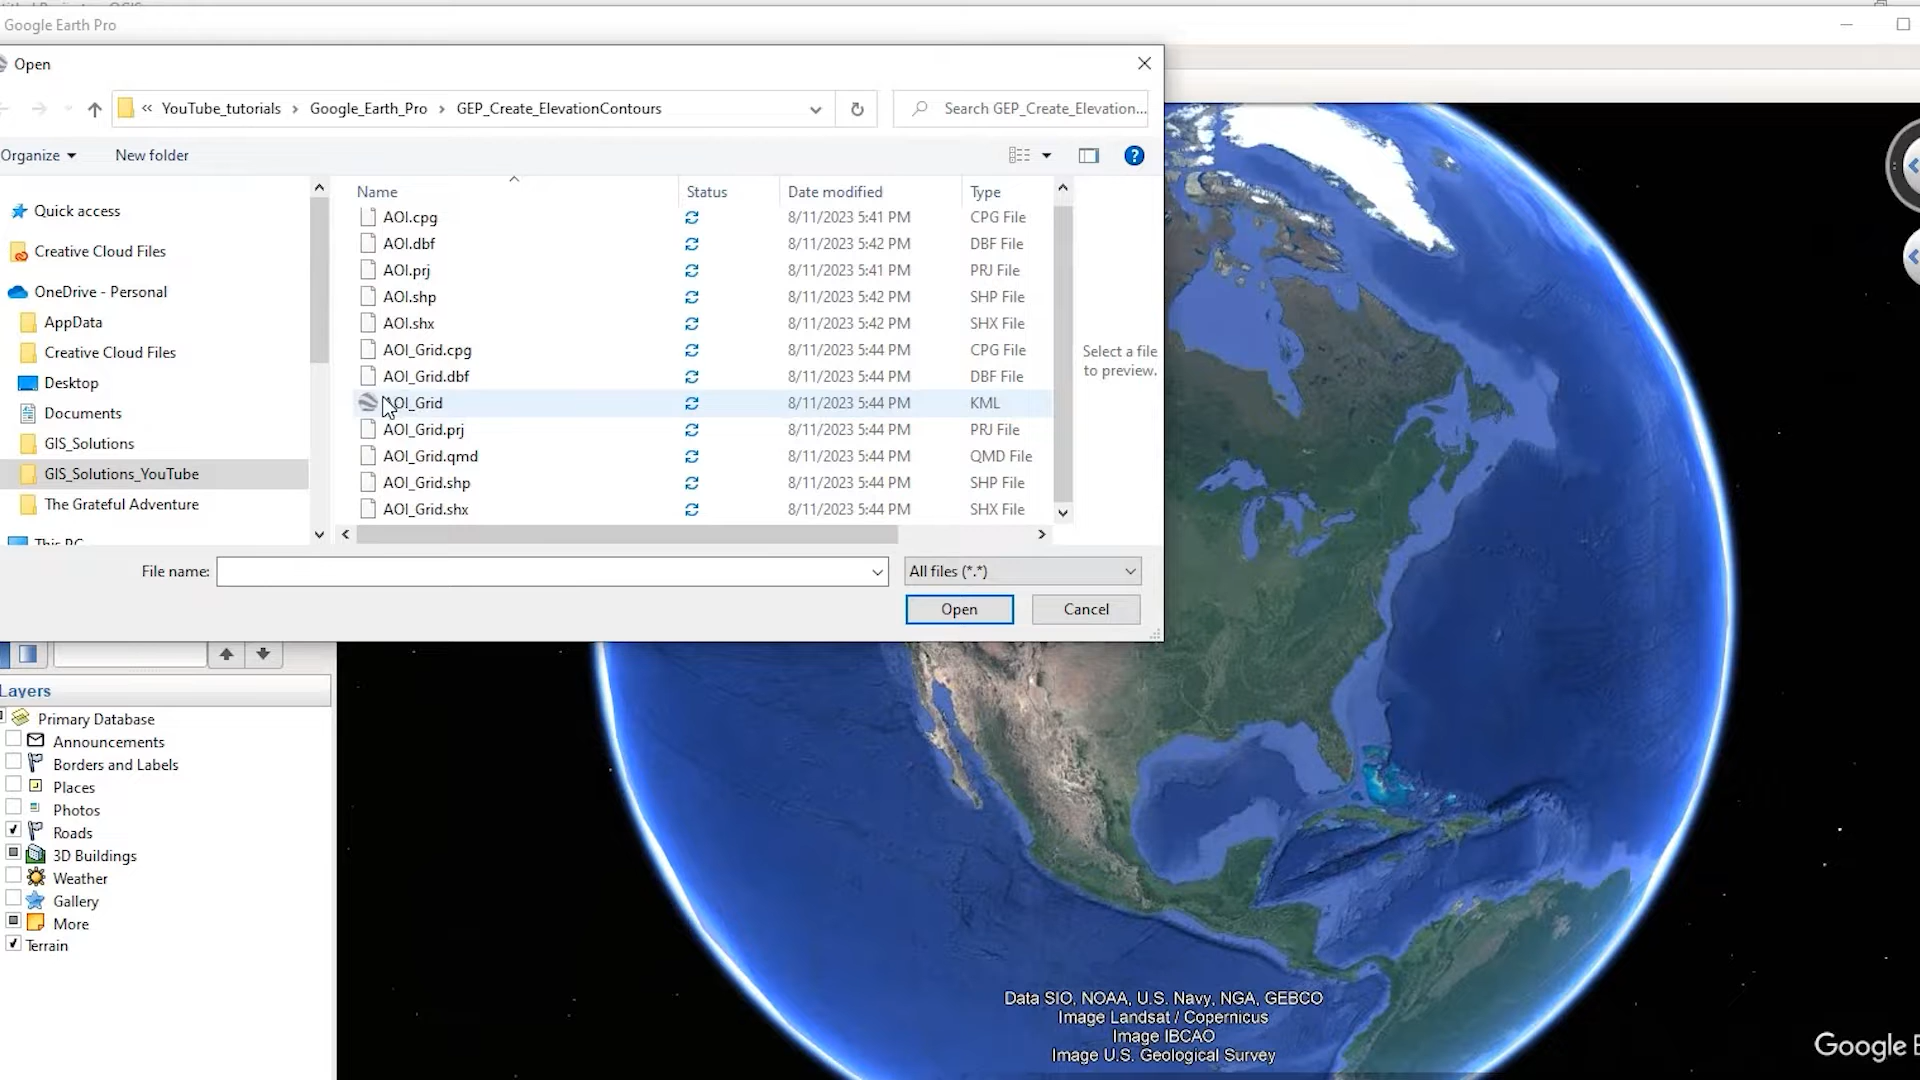 Google Earth Pro
Open
« YouTube_tutorials › Google_Earth_Pro › GEP_Create_ElevationContours
Search GEP_Create_Elevation...
Organize
New folder
Name Status Date modified Type
AOI.cpg 8/11/2023 5:41 PM CPG File
AOI.dbf 8/11/2023 5:42 PM DBF File
AOI.prj 8/11/2023 5:41 PM PRJ File
AOI.shp 8/11/2023 5:42 PM SHP File
AOI.shx 8/11/2023 5:42 PM SHX File
AOI_Grid.cpg 8/11/2023 5:44 PM CPG File
AOI_Grid.dbf 8/11/2023 5:44 PM DBF File
AOI_Grid 8/11/2023 5:44 PM KML
AOI_Grid.prj 8/11/2023 5:44 PM PRJ File
AOI_Grid.qmd 8/11/2023 5:44 PM QMD File
AOI_Grid.shp 8/11/2023 5:44 PM SHP File
AOI_Grid.shx 8/11/2023 5:44 PM SHX File
Quick access
Creative Cloud Files
OneDrive - Personal
AppData
Creative Cloud Files
Desktop
Documents
GIS_Solutions
GIS_Solutions_YouTube
The Grateful Adventure
This PC
Select a file
to preview.
File name:
All files (*.*)
Open
Cancel
Layers
Primary Database
Announcements
Borders and Labels
Places
Photos
Roads
3D Buildings
Weather
Gallery
More
Terrain
Data SIO, NOAA, U.S. Navy, NGA, GEBCO
Image Landsat / Copernicus
Image IBCAO
Image U.S. Geological Survey
Google E